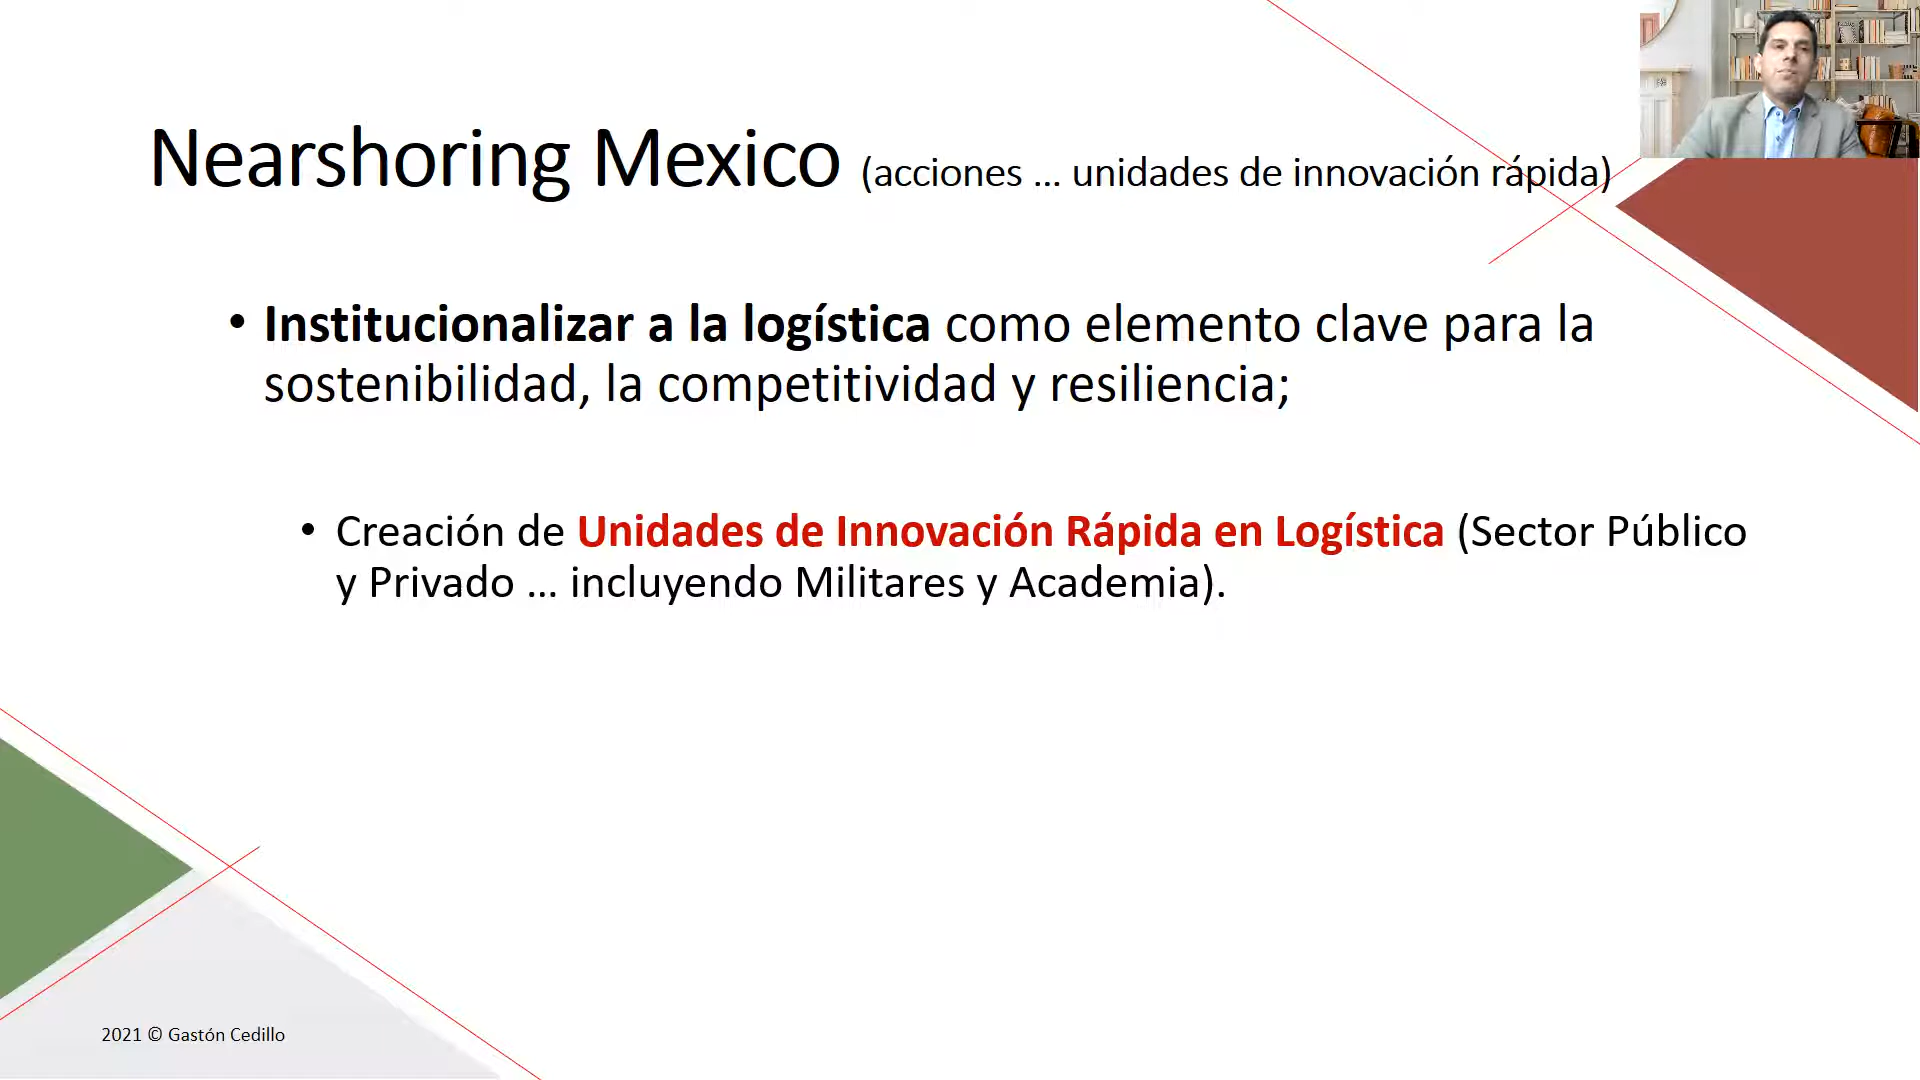 Nearshoring Mexico (acciones … unidades de innovación rápida)
• Institucionalizar a la logística como elemento clave para la
sostenibilidad, la competitividad y resiliencia;
• Creación de Unidades de Innovación Rápida en Logística (Sector Público
y Privado … incluyendo Militares y Academia).
2021 © Gastón Cedillo